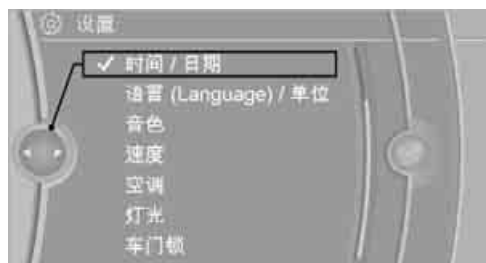 设置
时间 / 日期
语言 (Language) / 单位
音色
速度
空调
灯光
车门锁